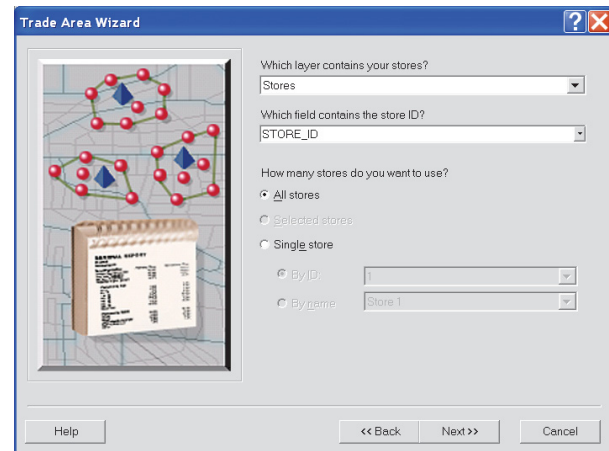 Trade Area Wizard
Which layer contains your stores?
Stores
Which field contains the store ID?
STORE_ID
How many stores do you want to use?
All stores
Selected stores
Single store
By ID:
1
By name
Store 1
Help
<< Back
Next >>
Cancel